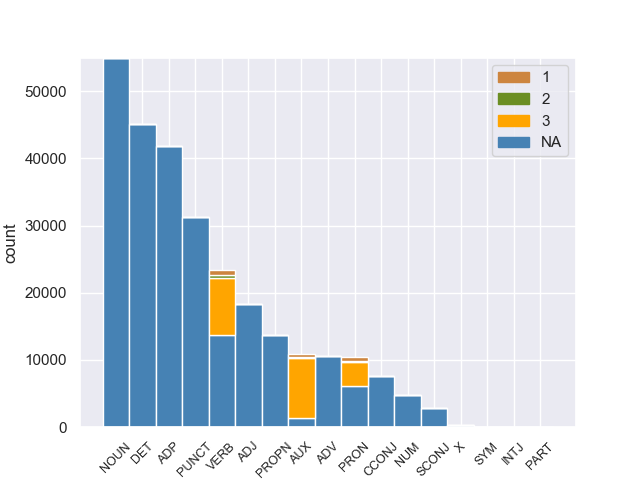 1
2
3
NA
50000
40000
30000
20000
10000
0
count
NOUN
DET
ADP
PUNCT
VERB
ADJ
PROPN
AUX
ADV
PRON
CCONJ
NUM
SCONJ
X
SYM
INTJ
PART